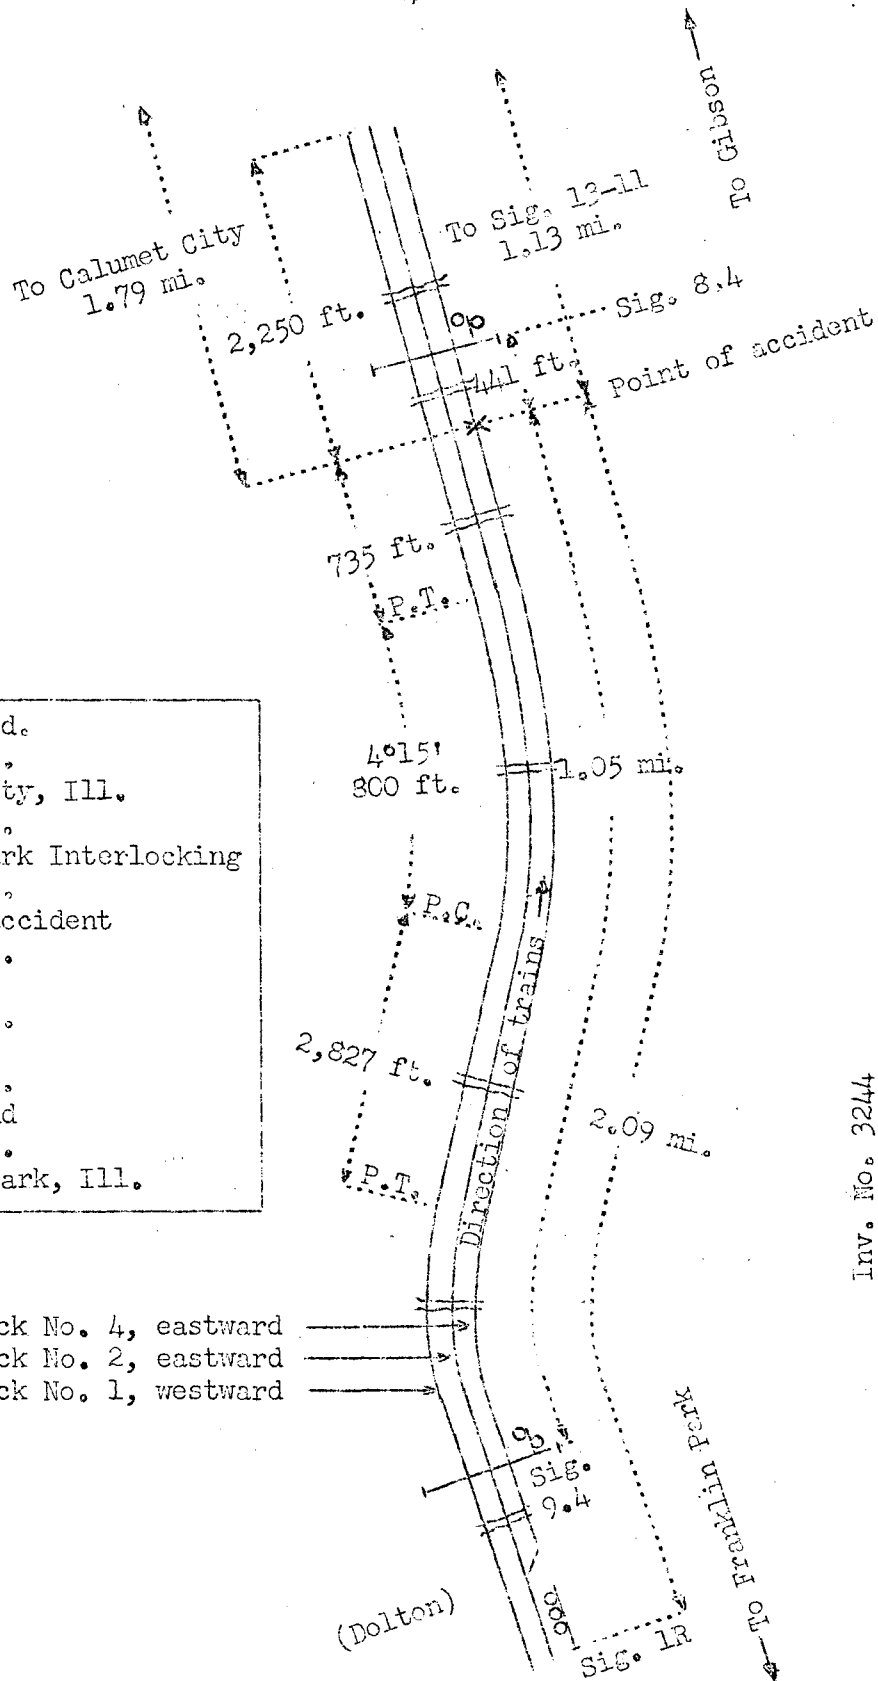 To Gibson
To Calumet City
1.79 mi.
2,250 ft.
To Sig. 13-11
1.13 mi.
Sig. 8.4
441 ft.
Point of accident
735 ft.
P.T.
4°15'
800 ft.
1.05 mi.
P.C.
2,827 ft.
Direction of trains
2.09 mi.
P.T.
d.
ty, Ill.
rk Interlocking
ccident
d
ark, Ill.
ck No. 4, eastward
ck No. 2, eastward
ck No. 1, westward
Sig.
9.4
(Dolton)
Sig. 1R
To Franklin Park
Inv. No. 3244